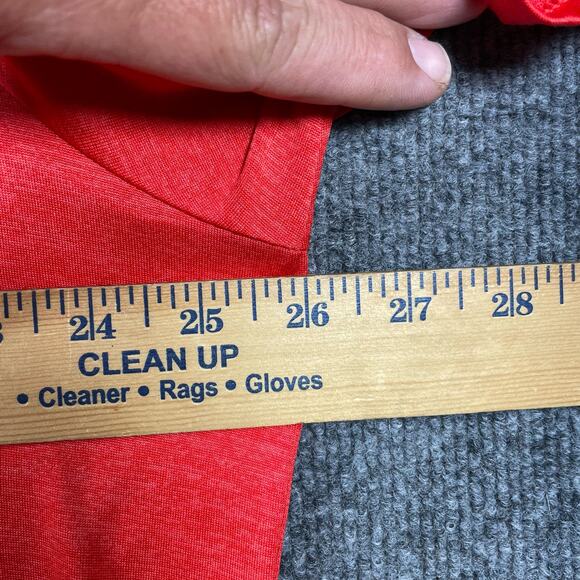 24 25 26 27 28
CLEAN UP
• Cleaner • Rags • Gloves